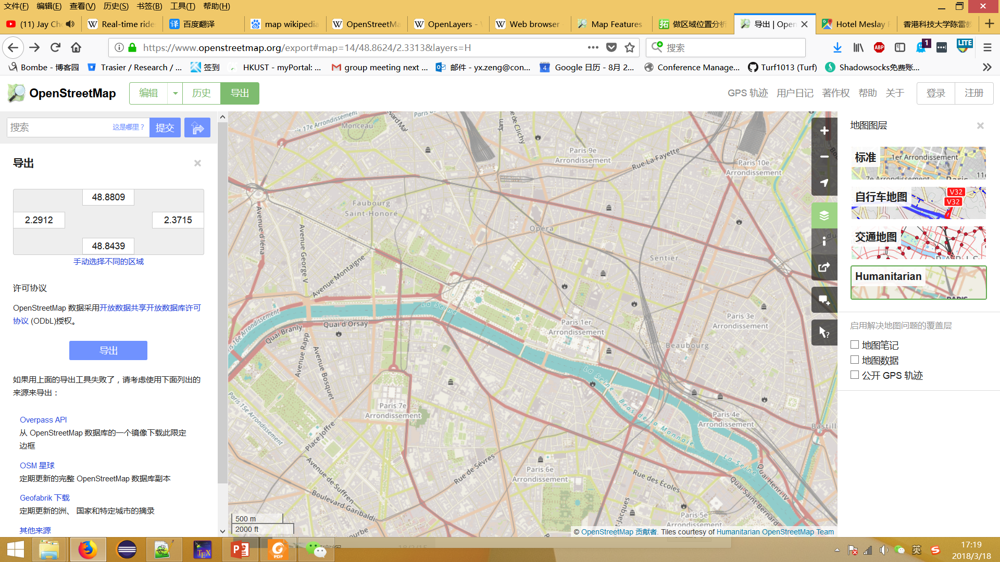 文件(F) 编辑(E) 查看(V) 历史(S) 书签(B) 工具(T) 帮助(H)
(11) Jay Ch
Real-time ride
百度翻译
map wikipedia
OpenStreetMa
OpenLayers -
Web browser
Map Features
做区域位置分析
导出 | Open
Hotel Meslay
香港科技大学陈雷教
https://www.openstreetmap.org/export#map=14/48.8624/2.3313&layers=H
搜索
ABP
1
LITE
Bombe - 博客园
Trasier / Research / ...
签到
HKUST - myPortal: ...
group meeting next ...
邮件 - yx.zeng@con...
Google 日历 - 8月 2...
Conference Manage...
Turf1013 (Turf)
Shadowsocks免费账...
OpenStreetMap
编辑
历史
导出
GPS 轨迹
用户日记
著作权
帮助
关于
登录
注册
搜索
这是哪里？
提交
导出
48.8809
2.2912
2.3715
48.8439
手动选择不同的区域
许可协议
OpenStreetMap 数据采用开放数据共享开放数据库许可
协议 (ODbL)授权。
导出
如果用上面的导出工具失败了，请考虑使用下面列出的
来源来导出：
Overpass API
从 OpenStreetMap 数据库的一个镜像下载此限定
边框
OSM 星球
定期更新的完整 OpenStreetMap 数据库副本
Geofabrik 下载
定期更新的洲、 国家和特定城市的摘录
其他来源
Paris 17e Arrondissement
Monceau
Paris 9e
Arrondissement
Rue La Fayette
Paris 10e
Arrondissement
Faubourg
Saint-Honoré
Avenue d'Iéna
Avenue George V
Avenue Montaigne
Opéra
Sentier
La Seine
Paris 16e Arrondissement
Quai Branly
Quai d'Orsay
Avenue Rapp
Avenue Bosquet
Paris 1er
Arrondissement
Paris 3e
Arrondissement
Beaubourg
La Seine
Bras de la Monnaie
Paris 7e
Arrondissement
Paris 15e Arrondissement
Place Joffre
Paris 4e
Arrondissement
Bastill
La Seine
Avenue de Suffren
Rue de Sèvres
Paris 6e
Arrondissement
Rue des Écoles
Quai Henri IV
Quai Saint-Bernard
Boulevard Garibaldi
Paris 5e
Arrondissement
500 m
2000 ft
© OpenStreetMap 贡献者. Tiles courtesy of Humanitarian OpenStreetMap Team
地图图层
标准
1er Arrondissement
7e Arrondissement
Paris
11e
自行车地图
V32
V32
交通地图
PARIS
Humanitarian
PARIS
启用解决地图问题的覆盖层
地图笔记
地图数据
公开 GPS 轨迹
英
17:19
2018/3/18